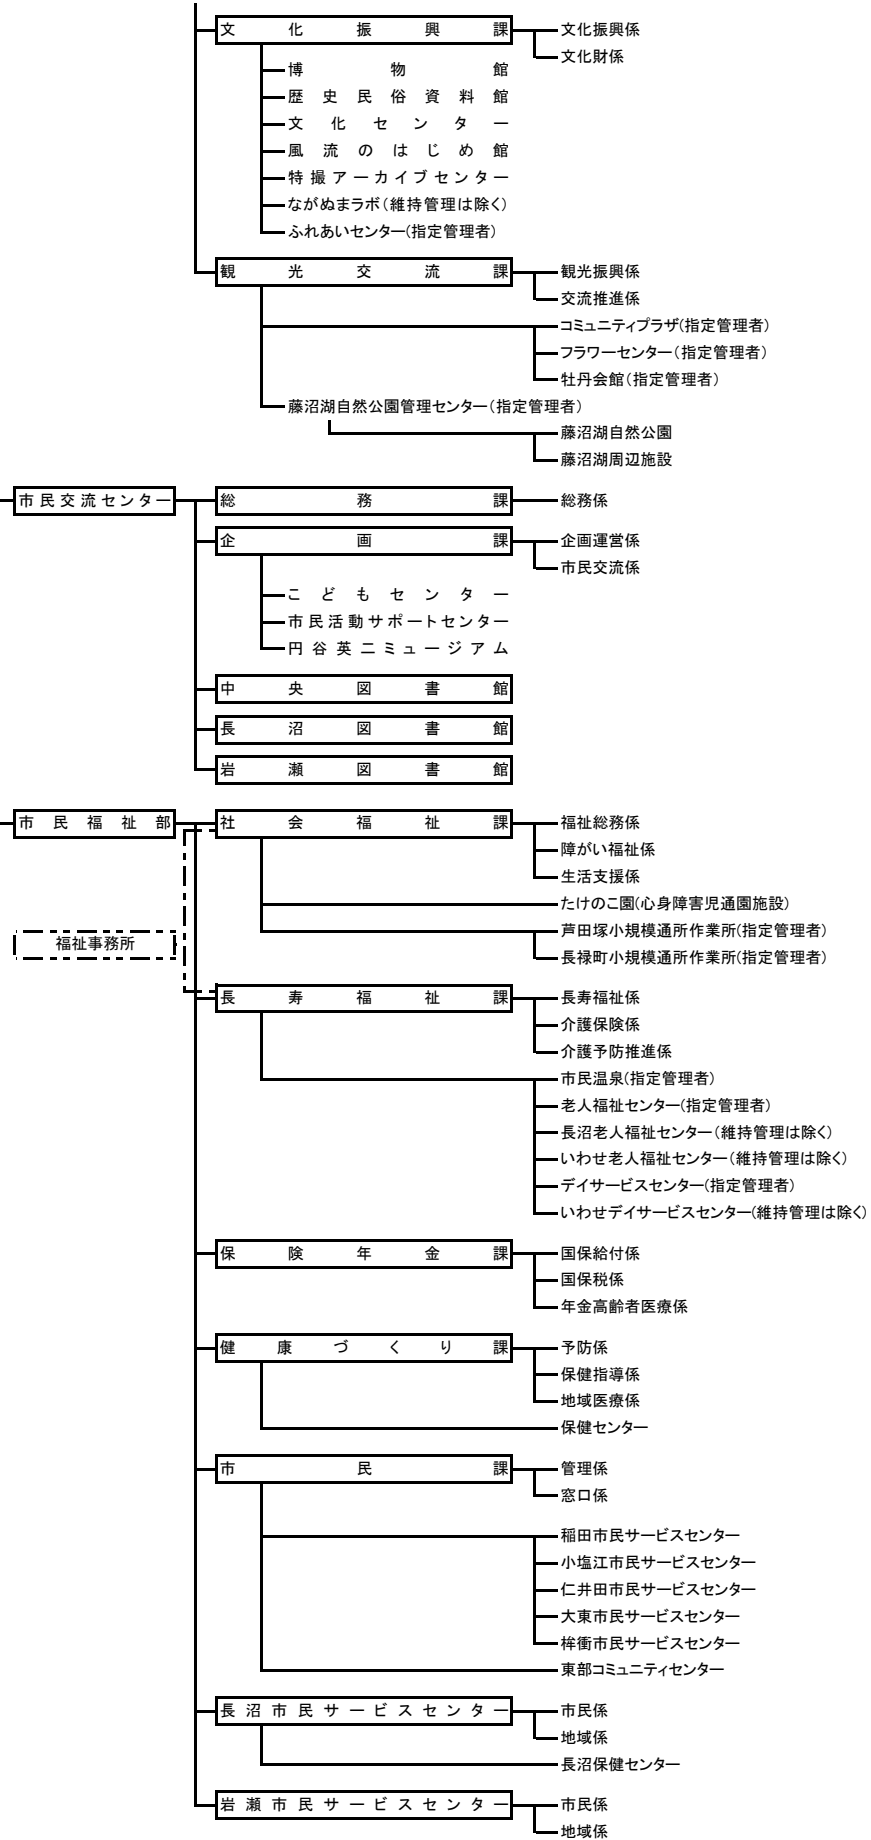 文化振興課 文化振興係
文化財係
博物館
歴史民俗資料館
文化センター
風流のはじめ館
特撮アーカイブセンター
ながぬまラボ(維持管理は除く)
ふれあいセンター(指定管理者)
観光交流課 観光振興係
交流推進係
コミュニティプラザ(指定管理者)
フラワーセンター(指定管理者)
牡丹会館(指定管理者)
藤沼湖自然公園管理センター(指定管理者)
藤沼湖自然公園
藤沼湖周辺施設
市民交流センター 総務課 総務係
企画課 企画運営係
市民交流係
こどもセンター
市民活動サポートセンター
円谷英二ミュージアム
中央図書館
長沼図書館
岩瀬図書館
市民福祉部 社会福祉課 福祉総務係
障がい福祉係
生活支援係
たけのこ園(心身障害児通園施設)
芦田塚小規模通所作業所(指定管理者)
福祉事務所
長禄町小規模通所作業所(指定管理者)
長寿福祉課 長寿福祉係
介護保険係
介護予防推進係
市民温泉(指定管理者)
老人福祉センター(指定管理者)
長沼老人福祉センター(維持管理は除く)
いわせ老人福祉センター(維持管理は除く)
デイサービスセンター(指定管理者)
いわせデイサービスセンター(維持管理は除く)
保険年金課 国保給付係
国保税係
年金高齢者医療係
健康づくり課 予防係
保健指導係
地域医療係
保健センター
市民課 管理係
窓口係
稲田市民サービスセンター
小塩江市民サービスセンター
仁井田市民サービスセンター
大東市民サービスセンター
桙衝市民サービスセンター
東部コミュニティセンター
長沼市民サービスセンター 市民係
地域係
長沼保健センター
岩瀬市民サービスセンター 市民係
地域係